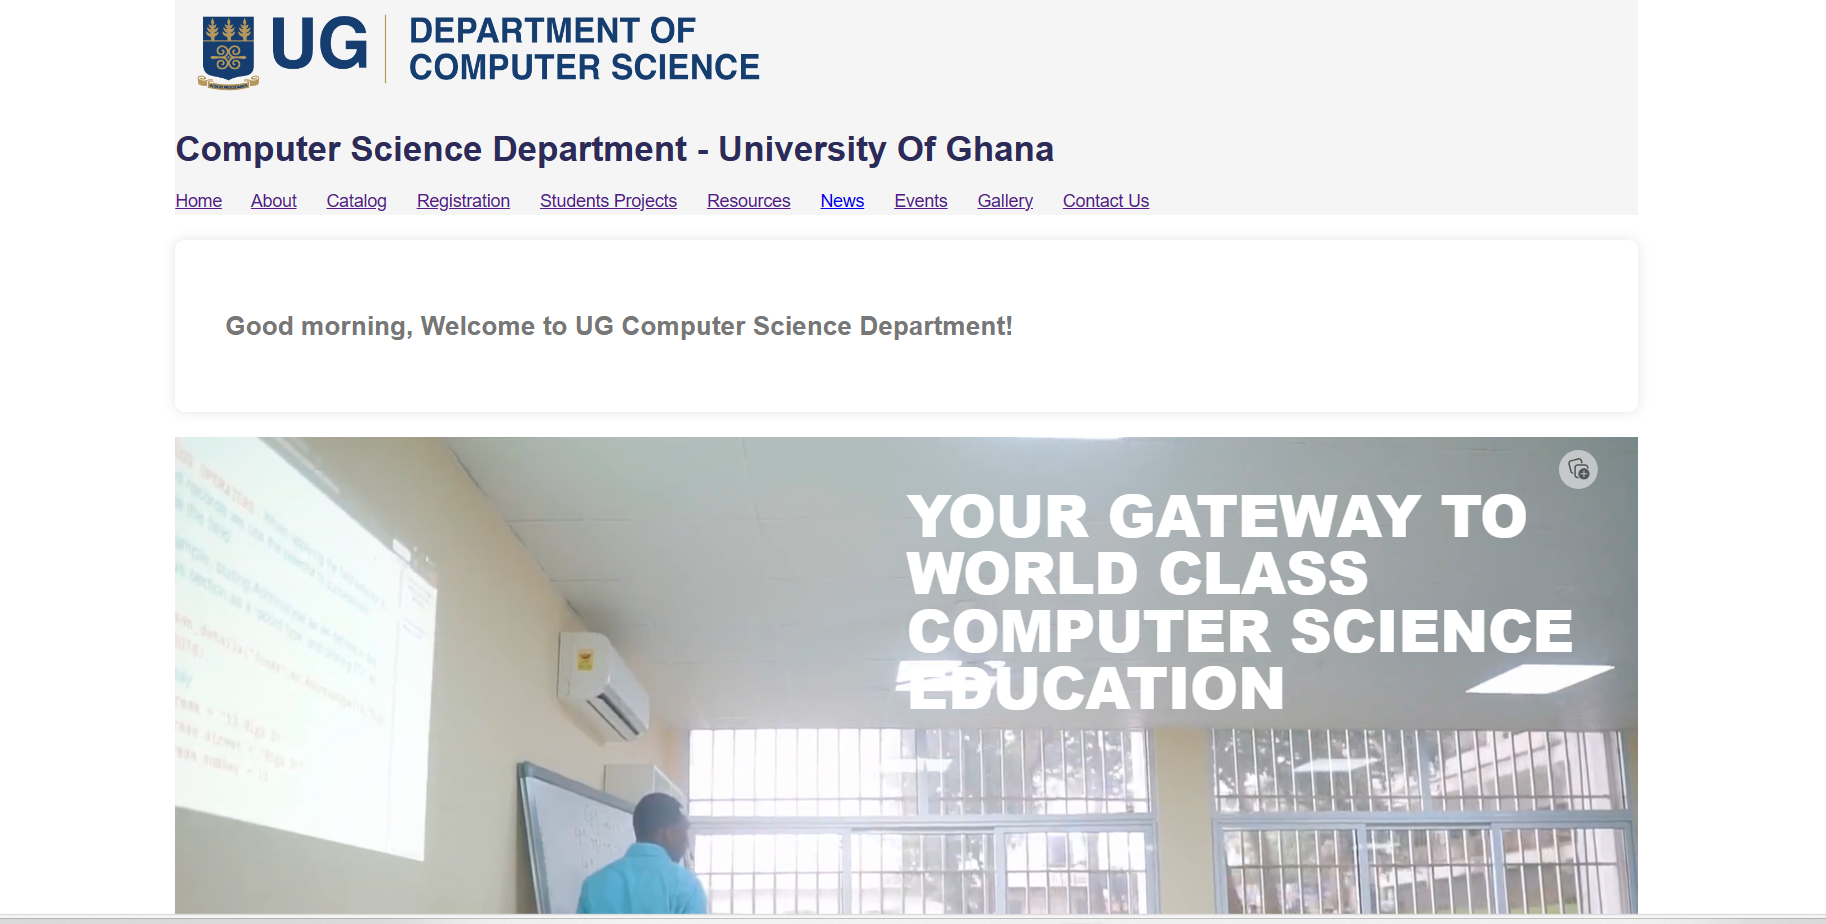 UG
DEPARTMENT OF
COMPUTER SCIENCE
Computer Science Department - University Of Ghana
Home About Catalog Registration Students Projects Resources News Events Gallery Contact Us
Good morning, Welcome to UG Computer Science Department!
YOUR GATEWAY TO
WORLD CLASS
COMPUTER SCIENCE
EDUCATION